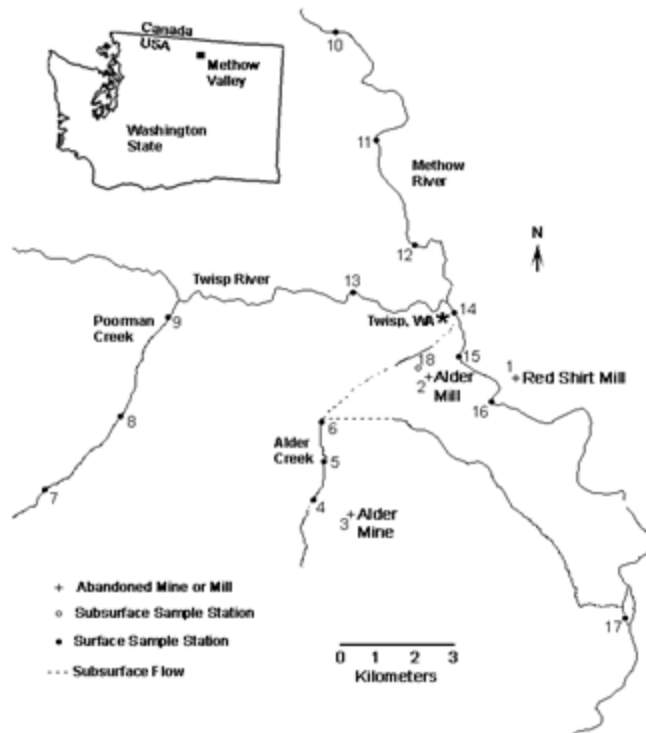 Canada
USA
Methow
Valley
Washington
State
10
11
Methow
River
12
N
Twisp River
13
14
Twisp, WA *
Poorman
Creek
9
18
15
1
Red Shirt Mill
2
Alder
Mill
16
8
6
Alder
Creek
5
7
4
3
Alder
Mine
Abandoned Mine or Mill
Subsurface Sample Station
Surface Sample Station
Subsurface Flow
0 1 2 3
Kilometers
17